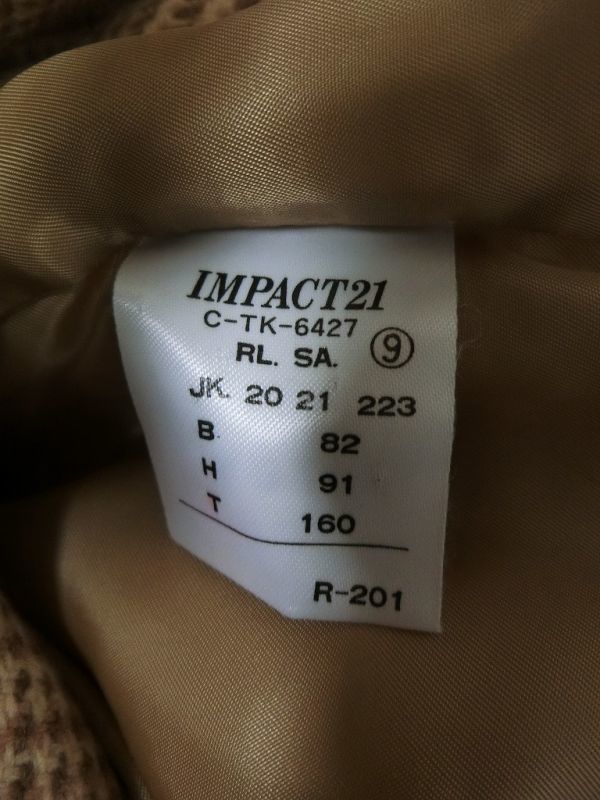 IMPACT21
C-TK-6427
RL. SA. ⑨
JK. 20 21 223
B 82
H 91
T 160
R-201